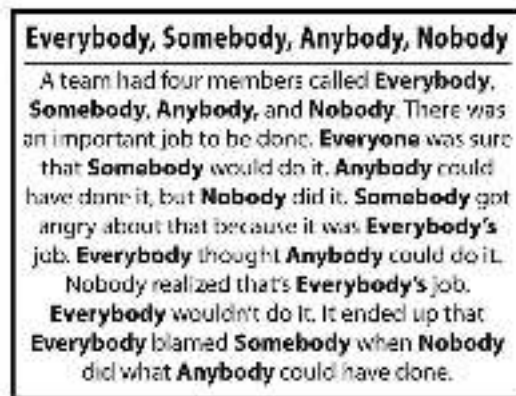 Everybody, Somebody, Anybody, Nobody
A team had four members called Everybody,
Somebody, Anybody, and Nobody. There was
an important job to be done. Everyone was sure
that Somebody would do it. Anybody could
have done it, but Nobody did it. Somebody got
angry about that because it was Everybody's
job. Everybody thought Anybody could do it.
Nobody realized that's Everybody's job.
Everybody wouldn't do it. It ended up that
Everybody blamed Somebody when Nobody
did what Anybody could have done.